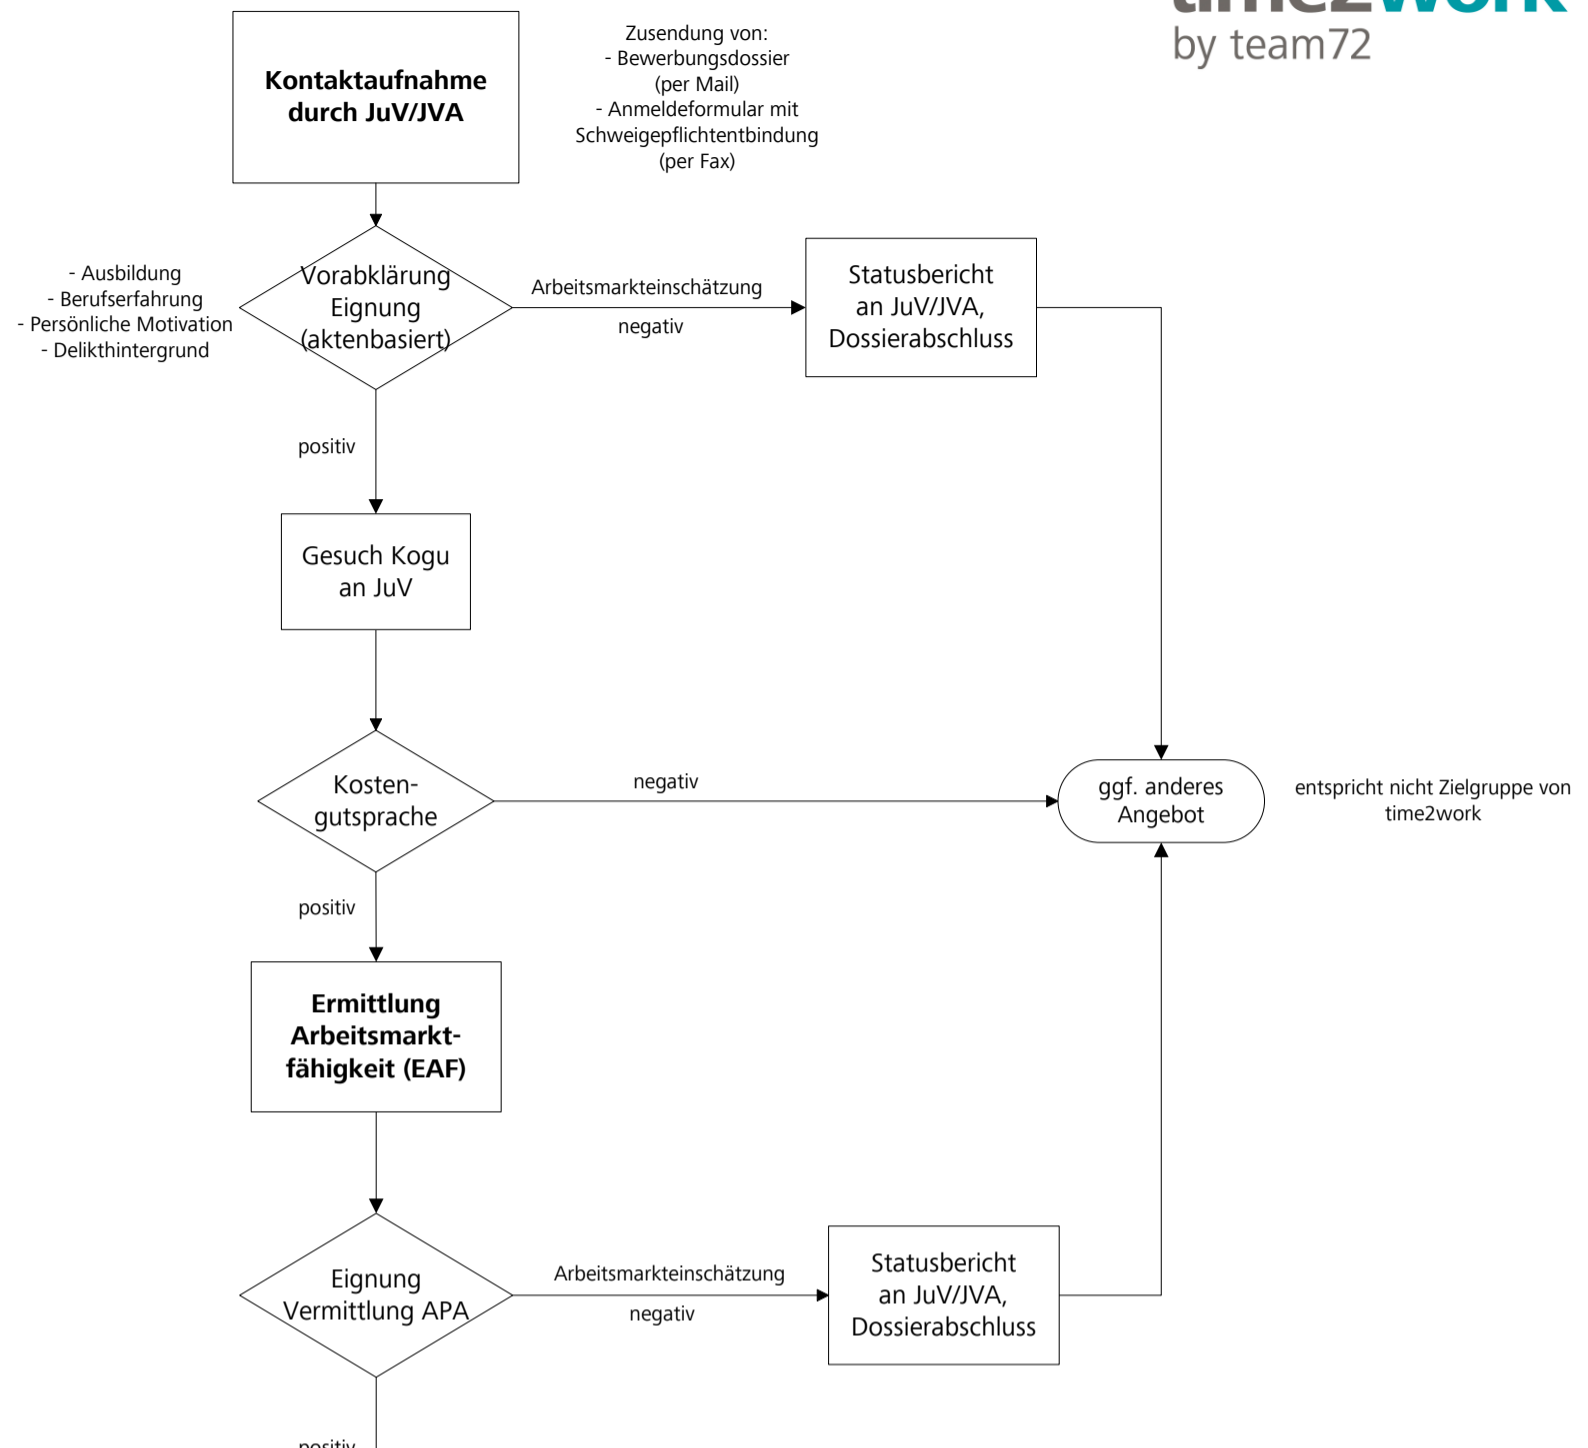 time2work
by team72
Kontaktaufnahme
durch JuV/JVA
Zusendung von:
- Bewerbungsdossier
(per Mail)
- Anmeldeformular mit
Schweigepflichtentbindung
(per Fax)
- Ausbildung
- Berufserfahrung
- Persönliche Motivation
- Delikthintergrund
Vorabklärung
Eignung
(aktenbasiert)
Arbeitsmarkteinschätzung
negativ
Statusbericht
an JuV/JVA,
Dossierabschluss
positiv
Gesuch Kogu
an JuV
Kosten-
gutsprache
negativ
ggf. anderes
Angebot
entspricht nicht Zielgruppe von
time2work
positiv
Ermittlung
Arbeitsmarkt-
fähigkeit (EAF)
Eignung
Vermittlung APA
Arbeitsmarkteinschätzung
negativ
Statusbericht
an JuV/JVA,
Dossierabschluss
positiv